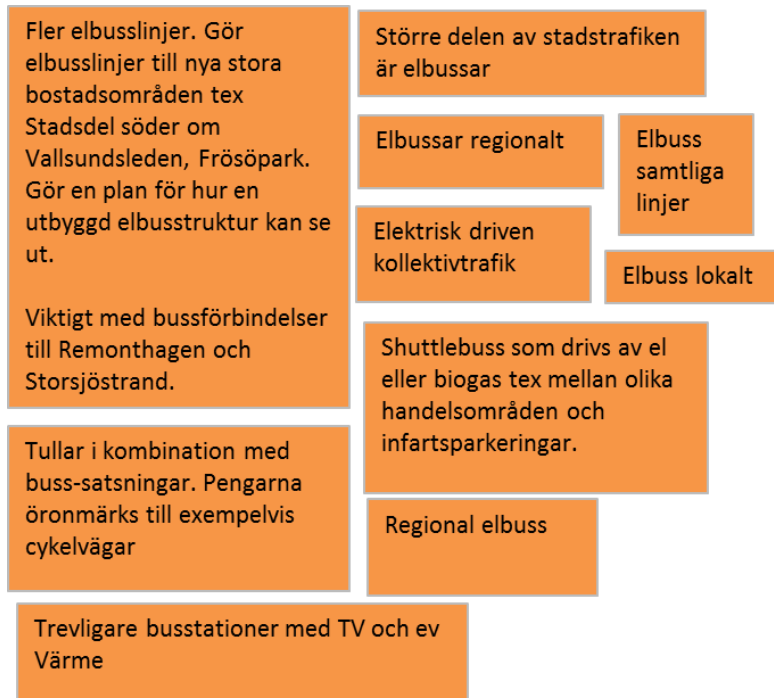 Fler elbusslinjer. Gör
elbusslinjer till nya stora
bostadsområden tex
Stadsdel söder om
Vallsundsleden, Frösöpark.
Gör en plan för hur en
utbyggd elbusstruktur kan se
ut.
Viktigt med bussförbindelser
till Remonthagen och
Storsjöstrand.
Större delen av stadstrafiken
är elbussar
Elbussar regionalt
Elbuss
samtliga
linjer
Elektrisk driven
kollektivtrafik
Elbuss lokalt
Shuttlebuss som drivs av el
eller biogas tex mellan olika
handelsområden och
infartsparkeringar.
Tullar i kombination med
buss-satsningar. Pengarna
öronmärks till exempelvis
cykelvägar
Regional elbuss
Trevligare busstationer med TV och ev
Värme